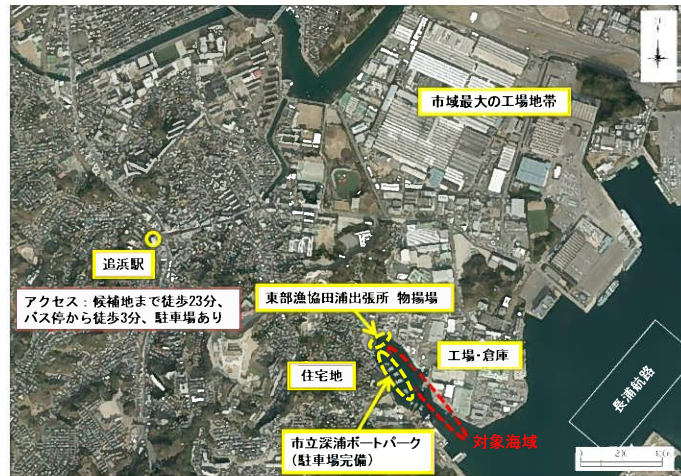 市域最大の工場地帯
追浜駅
アクセス：候補地まで徒歩23分、
バス停から徒歩3分、駐車場あり
東部漁協田浦出張所 物揚場
工場・倉庫
住宅地
長浦航路
対象海域
市立深浦ボートパーク
（駐車場完備）
0 200 400m